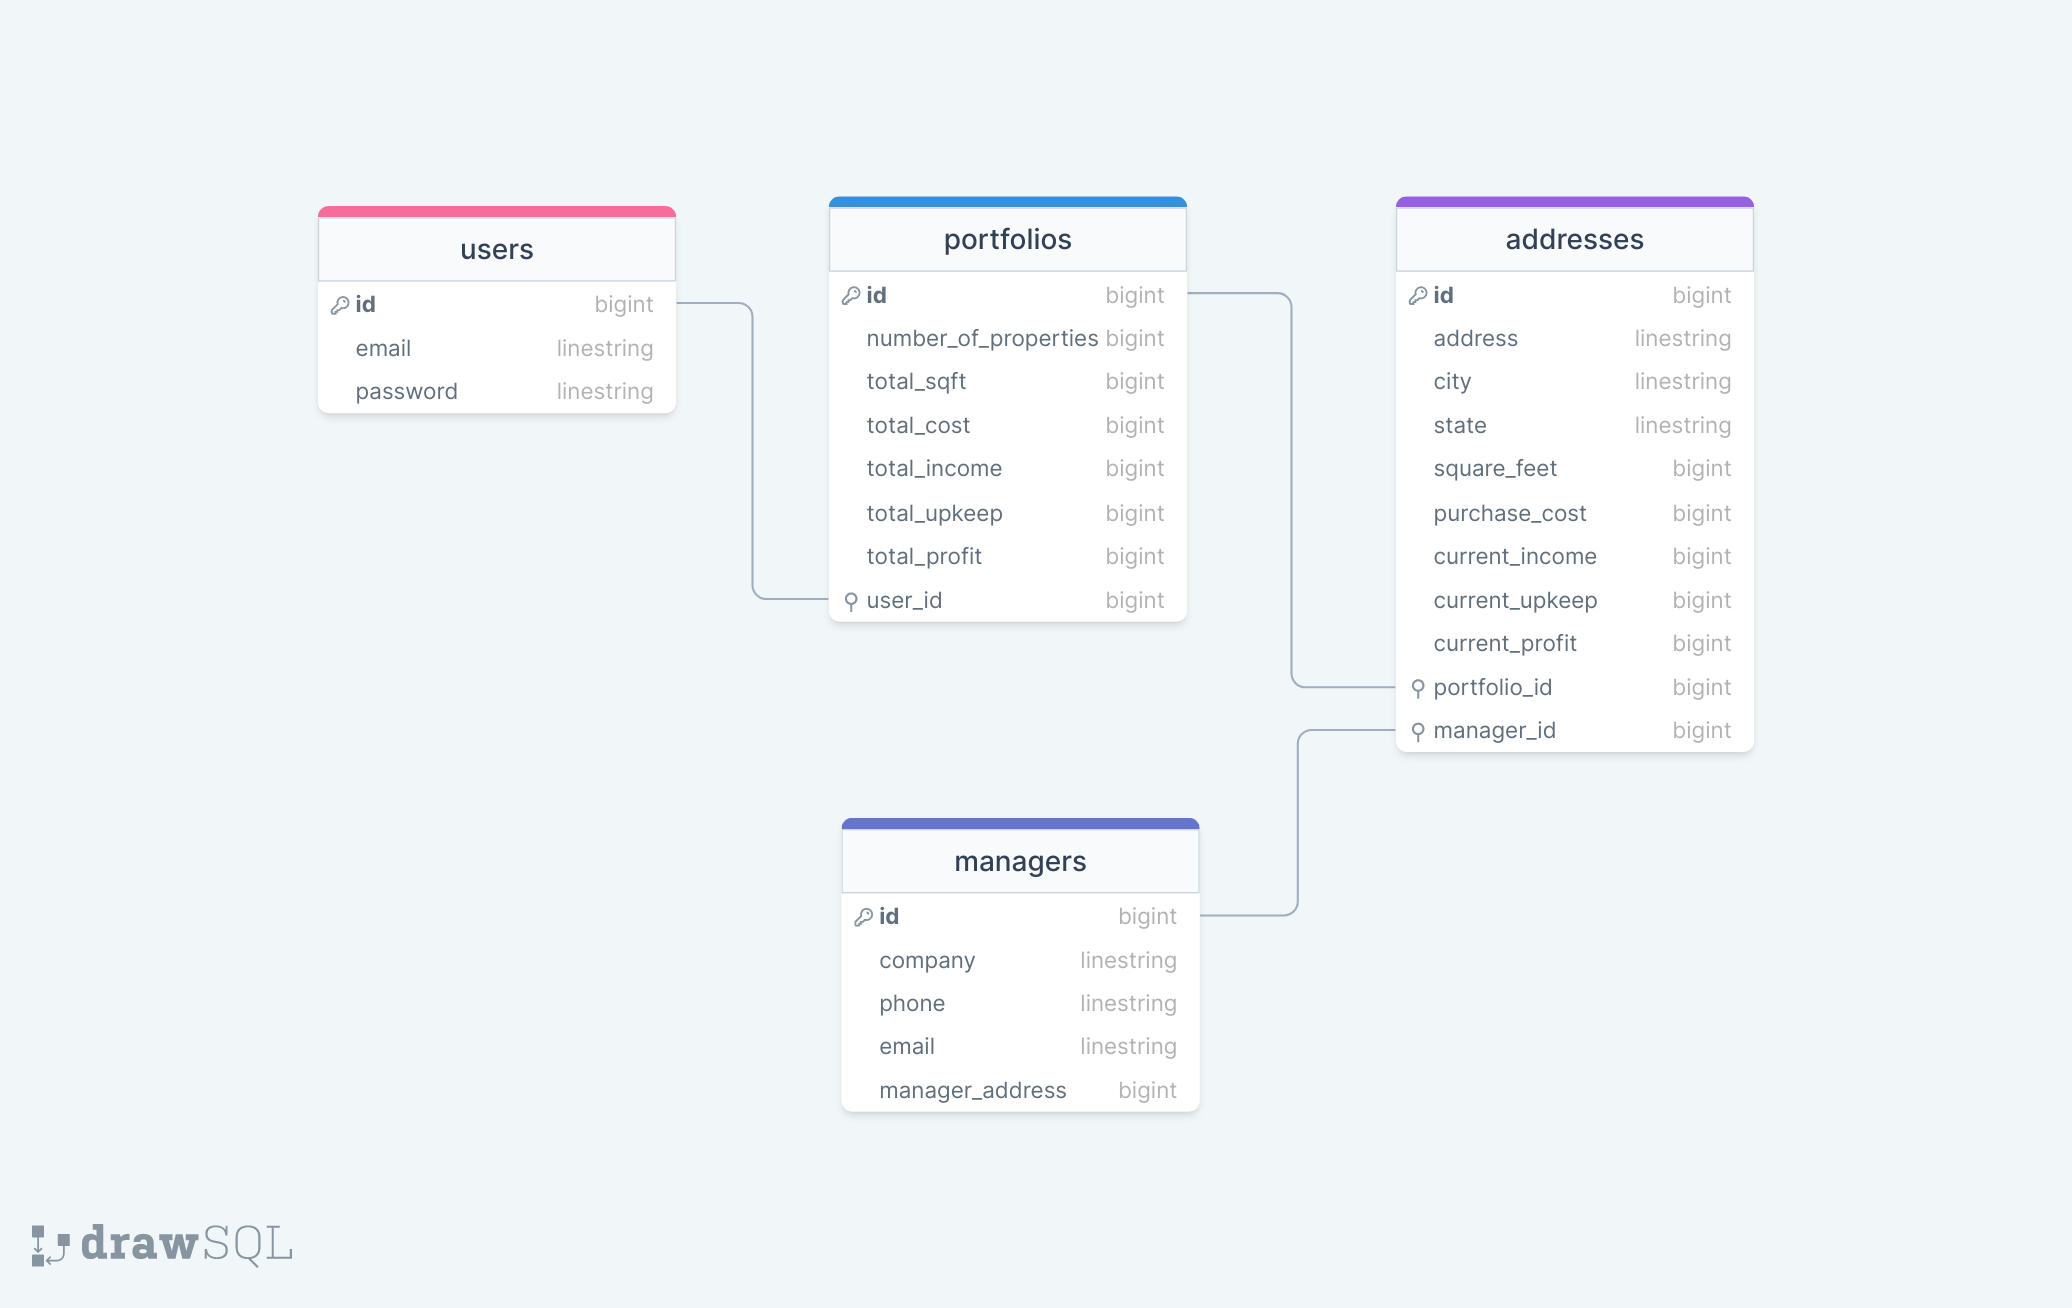 users
id bigint
email linestring
password linestring
portfolios
id bigint
number_of_properties bigint
total_sqft bigint
total_cost bigint
total_income bigint
total_upkeep bigint
total_profit bigint
user_id bigint
addresses
id bigint
address linestring
city linestring
state linestring
square_feet bigint
purchase_cost bigint
current_income bigint
current_upkeep bigint
current_profit bigint
portfolio_id bigint
manager_id bigint
managers
id bigint
company linestring
phone linestring
email linestring
manager_address bigint
drawSQL